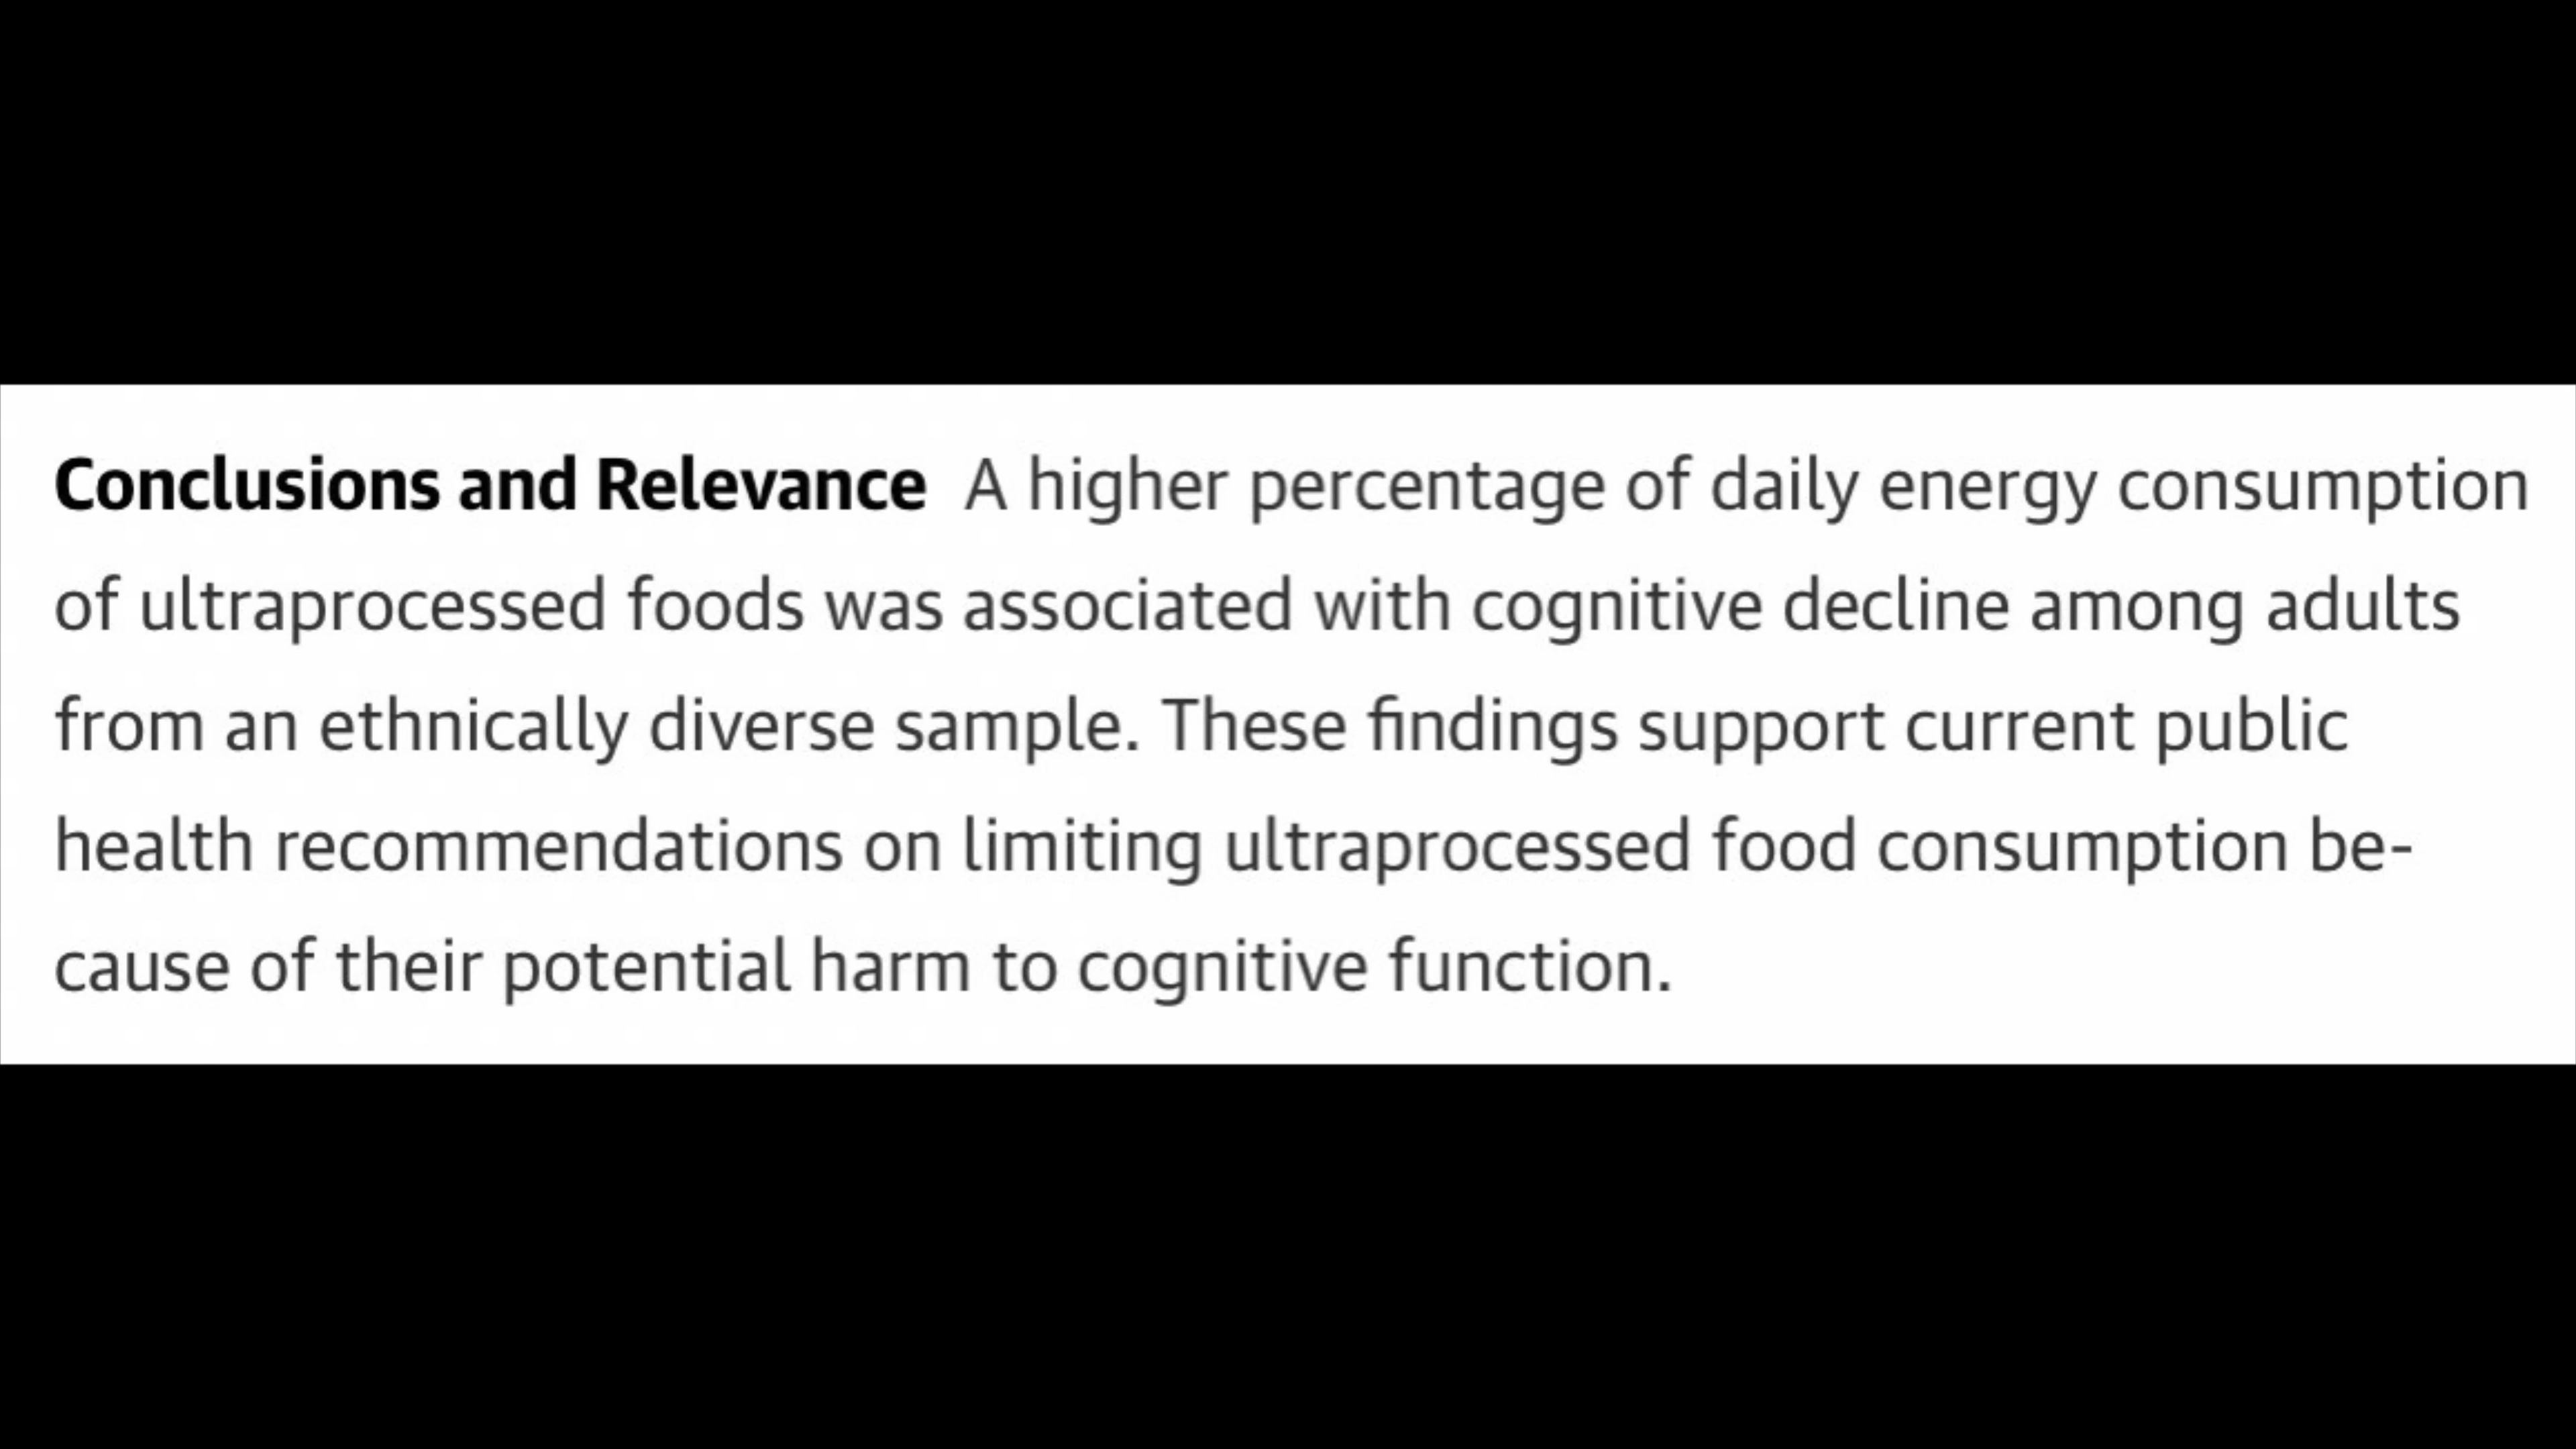 Conclusions and Relevance A higher percentage of daily energy consumption
of ultraprocessed foods was associated with cognitive decline among adults
from an ethnically diverse sample. These findings support current public
health recommendations on limiting ultraprocessed food consumption be-
cause of their potential harm to cognitive function.